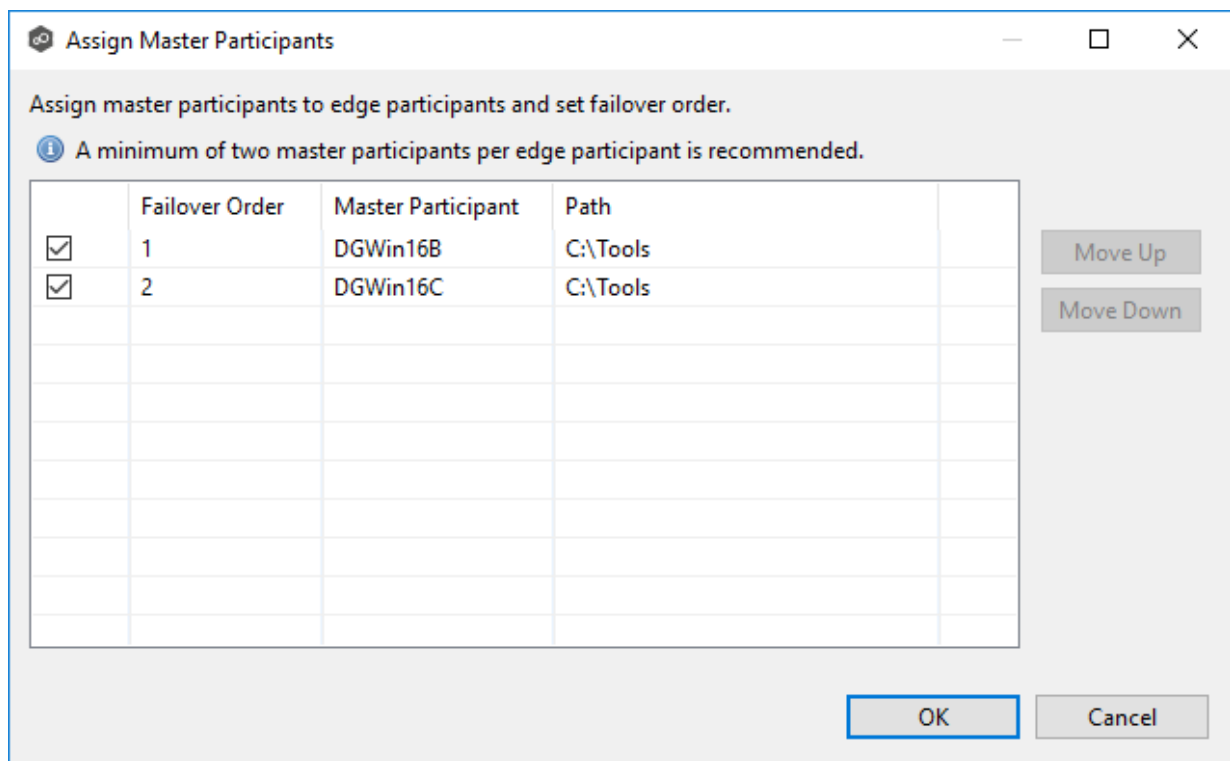 Assign Master Participants
Assign master participants to edge participants and set failover order.
A minimum of two master participants per edge participant is recommended.
Failover Order Master Participant Path
1 DGWin16B C:\Tools
2 DGWin16C C:\Tools
Move Up
Move Down
OK Cancel